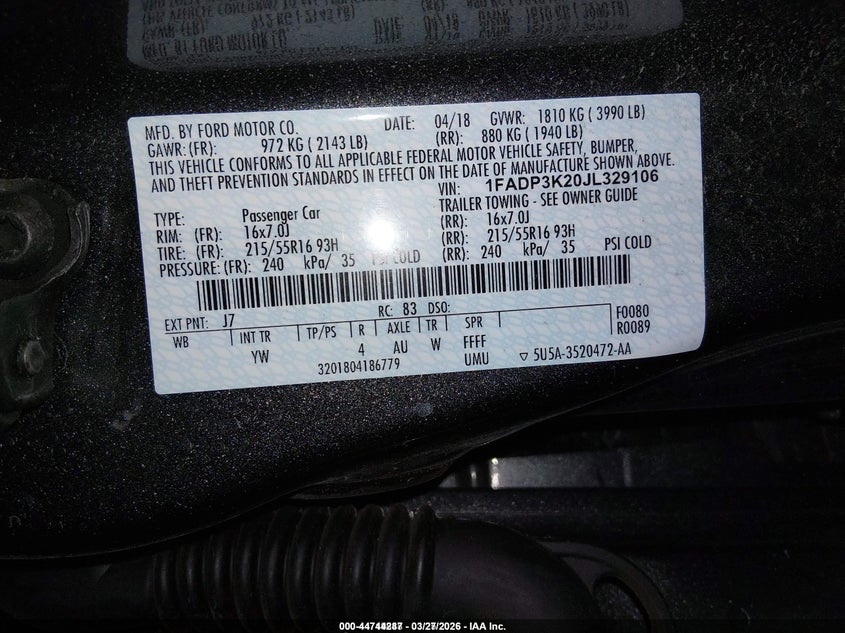 MFD. BY FORD MOTOR CO. DATE: 04/18 GVWR: 1810 KG ( 3990 LB)
GAWR: (FR): 972 KG ( 2143 LB) (RR): 880 KG ( 1940 LB)
THIS VEHICLE CONFORMS TO ALL APPLICABLE FEDERAL MOTOR VEHICLE SAFETY, BUMPER,
AND THEFT PREVENTION STANDARDS IN EFFECT ON THE DATE OF MANUFACTURE SHOWN ABOVE.
VIN: 1FADP3K20JL329106
TYPE: Passenger Car TRAILER TOWING - SEE OWNER GUIDE
RIM: (FR): 16x7.0J (RR): 16x7.0J
TIRE: (FR): 215/55R16 93H (RR): 215/55R16 93H
PRESSURE: (FR): 240 kPa/ 35 PSI COLD (RR): 240 kPa/ 35 PSI COLD
EXT PNT: J7 RC: 83 DSO: F0080
WB INT TR TP/PS R AXLE TR SPR R0089
YW 4 AU W FFFF
3201804186779 UMU ▽ 5U5A-3520472-AA
03/27/2026 - IAA Inc.